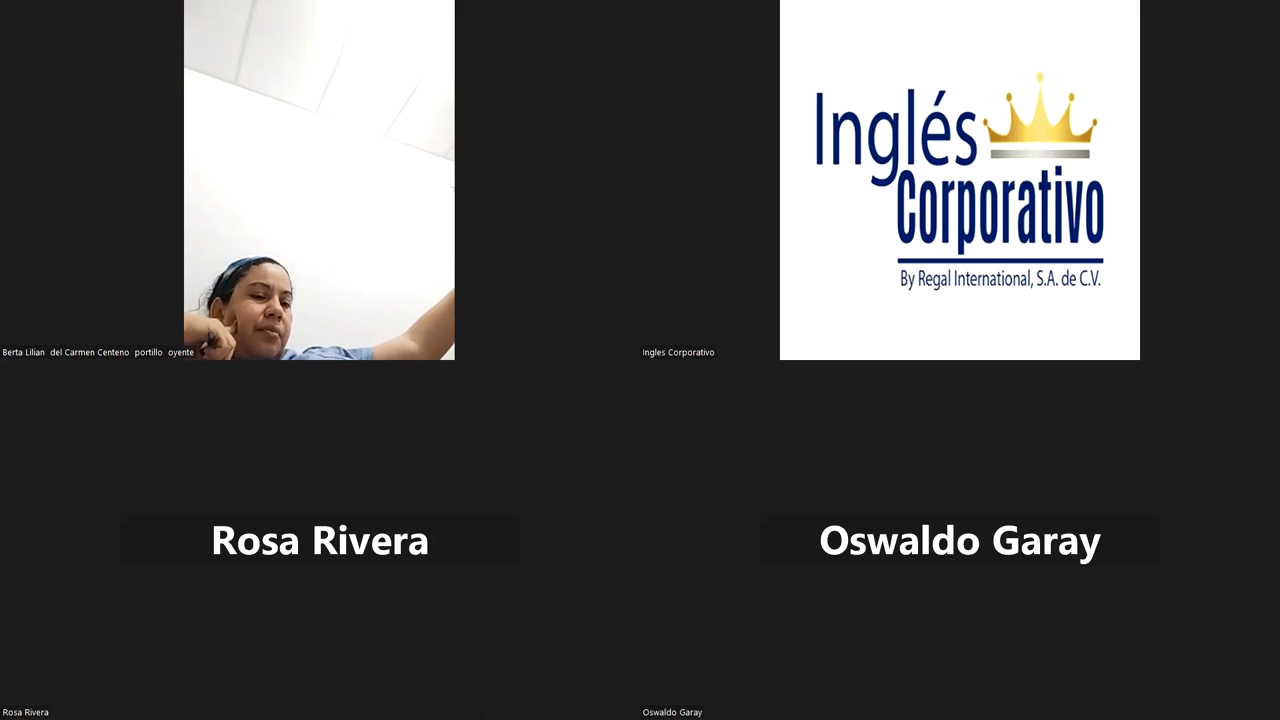 Inglés
Corporativo
By Regal International, S.A. de C.V.
Berta Lilian del Carmen Centeno portillo oyente
Ingles Corporativo
Rosa Rivera
Oswaldo Garay
Rosa Rivera
Oswaldo Garay